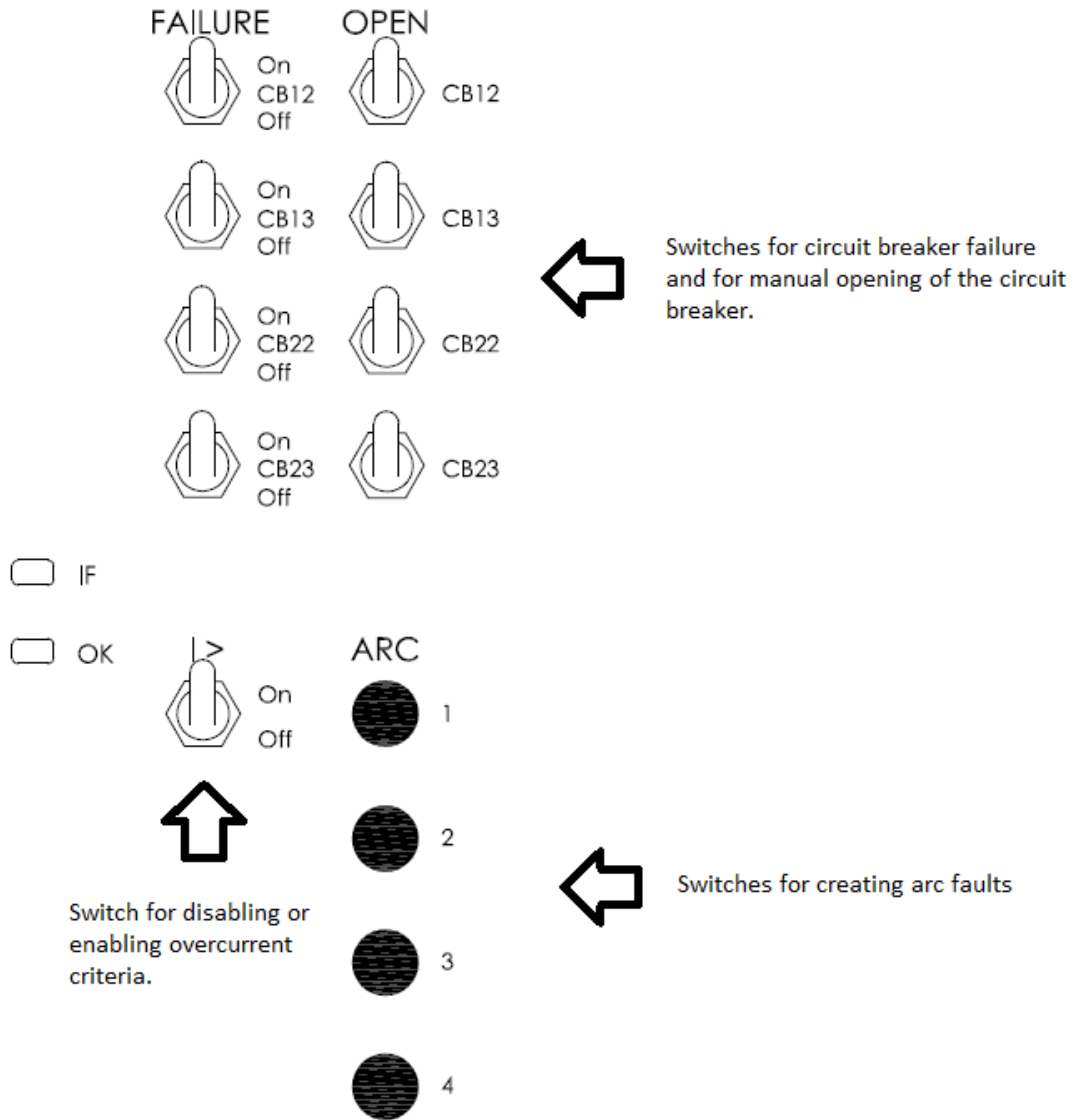 FAILURE OPEN
On
CB12 CB12
Off
On
CB13 CB13
Off
Switches for circuit breaker failure
and for manual opening of the circuit
breaker.
On
CB22 CB22
Off
On
CB23 CB23
Off
IF
OK
I>
On
Off
ARC
1
2
3
4
Switch for disabling or
enabling overcurrent
criteria.
Switches for creating arc faults